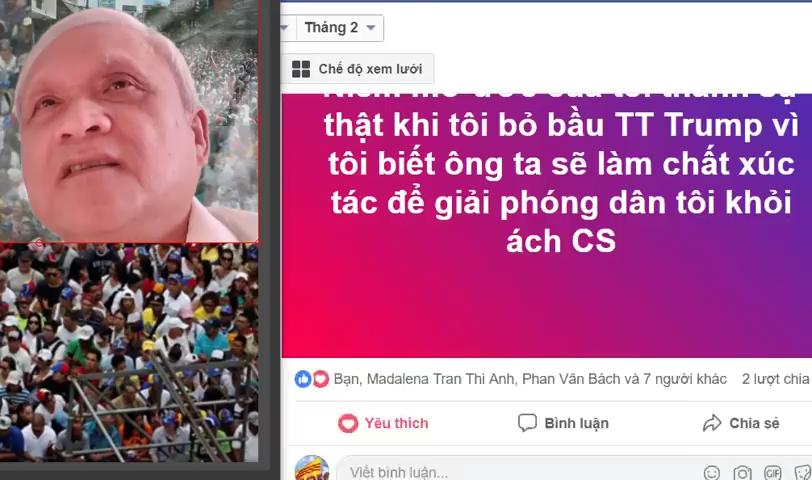 Tháng 2
Chế độ xem lưới
thật khi tôi bỏ bầu TT Trump vì
tôi biết ông ta sẽ làm chất xúc
tác để giải phóng dân tôi khỏi
ách CS
Bạn, Madalena Tran Thi Anh, Phan Văn Bách và 7 người khác 2 lượt chia
Yêu thích Bình luận Chia sẻ
Viết bình luận... GIF